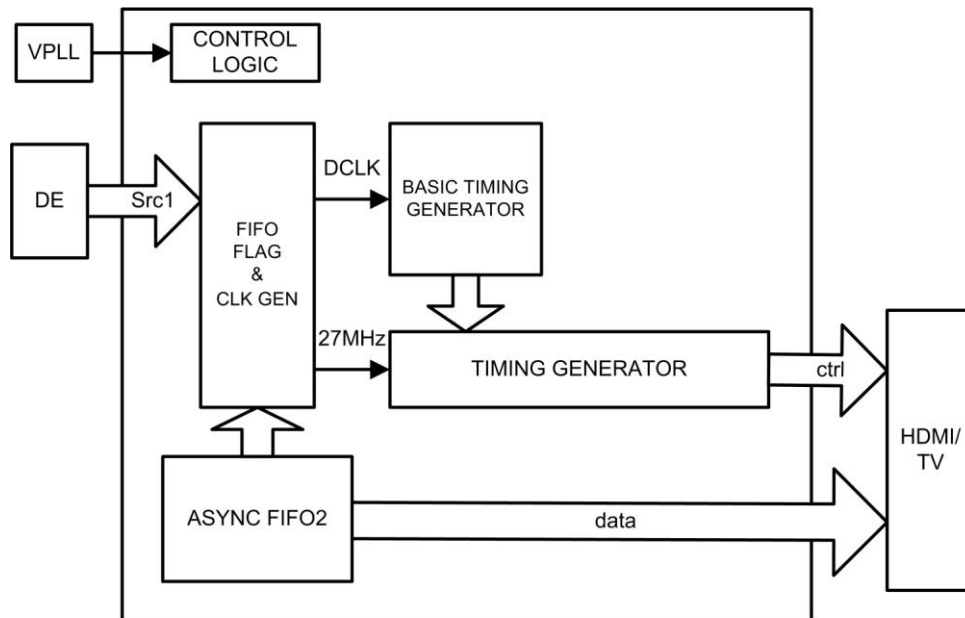 VPLL
CONTROL
LOGIC
DE
Src1
FIFO
FLAG
&
CLK GEN
DCLK
BASIC TIMING
GENERATOR
27MHz
TIMING GENERATOR
ctrl
HDMI/
TV
ASYNC FIFO2
data